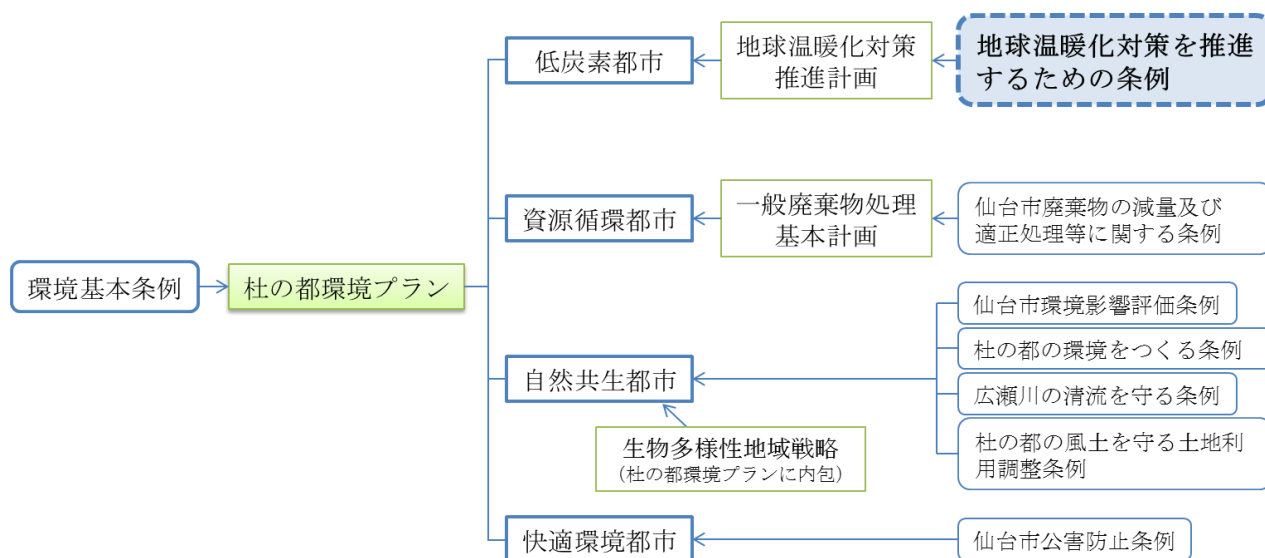 環境基本条例
杜の都環境プラン
低炭素都市
地球温暖化対策
推進計画
地球温暖化対策を推進
するための条例
資源循環都市
一般廃棄物処理
基本計画
仙台市廃棄物の減量及び
適正処理等に関する条例
自然共生都市
生物多様性地域戦略
（杜の都環境プランに内包）
仙台市環境影響評価条例
杜の都の環境をつくる条例
広瀬川の清流を守る条例
杜の都の風土を守る土地利
用調整条例
快適環境都市
仙台市公害防止条例